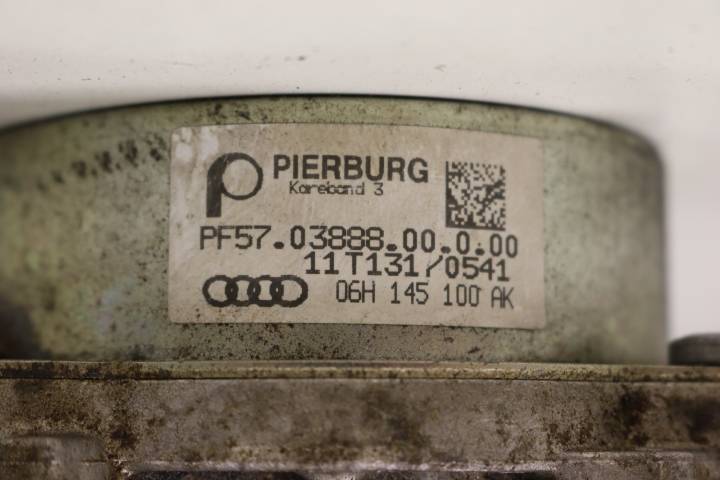 PIERBURG
Kareband 3
PF57.03888.00.0.00
11T131/0541
06H 145 100 AK